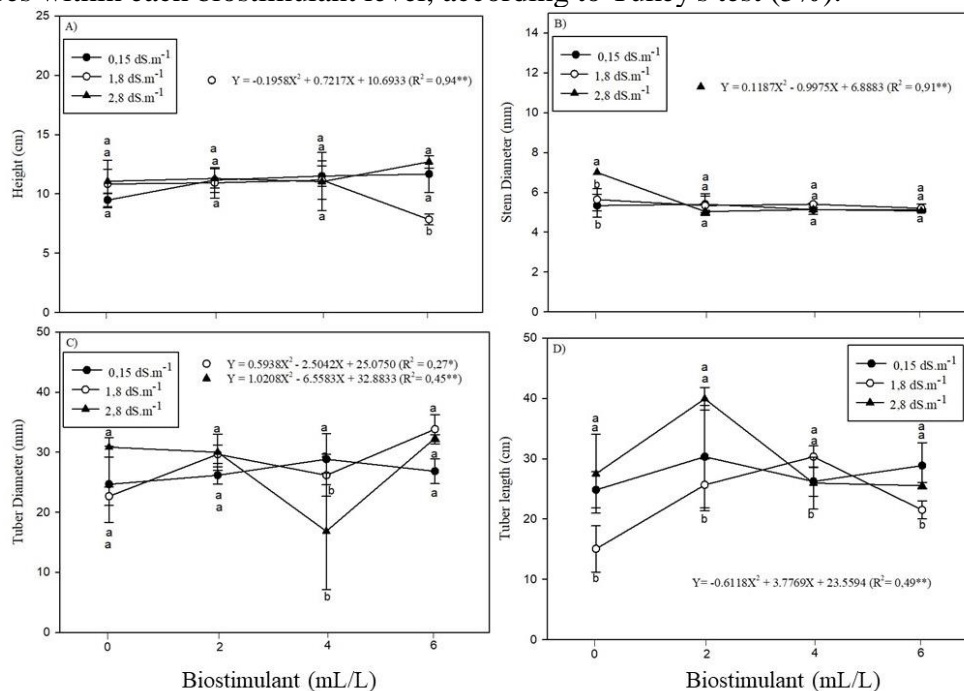 es within each biostimulant level, according to Tukey's test (5%).
A)
0,15 dS.m⁻¹
1,8 dS.m⁻¹
2,8 dS.m⁻¹
Y = -0.1958X² + 0.7217X + 10.6933 (R² = 0,94**)
Height (cm)
25
20
15
10
5
0
a a a a
a a a
a a a b
B)
0,15 dS.m⁻¹
1,8 dS.m⁻¹
2,8 dS.m⁻¹
Y = 0.1187X² - 0.9975X + 6.8883 (R² = 0,91**)
Stem Diameter (mm)
14
12
10
8
6
4
2
0
a a a a
b a a a
b a a a
C)
0,15 dS.m⁻¹
1,8 dS.m⁻¹
2,8 dS.m⁻¹
Y = 0.5938X² - 2.5042X + 25.0750 (R² = 0,27*)
Y = 1.0208X² - 6.5583X + 32.8833 (R² = 0,45**)
Tuber Diameter (mm)
50
40
30
20
10
0
a a a a
a a b a
a a b a
0 2 4 6
Biostimulant (mL/L)
D)
0,15 dS.m⁻¹
1,8 dS.m⁻¹
2,8 dS.m⁻¹
Tuber length (cm)
50
40
30
20
10
0
a a a a
a a a a
b b b b
Y= -0.6118X² + 3.7769X + 23.5594 (R² = 0,49**)
0 2 4 6
Biostimulant (mL/L)